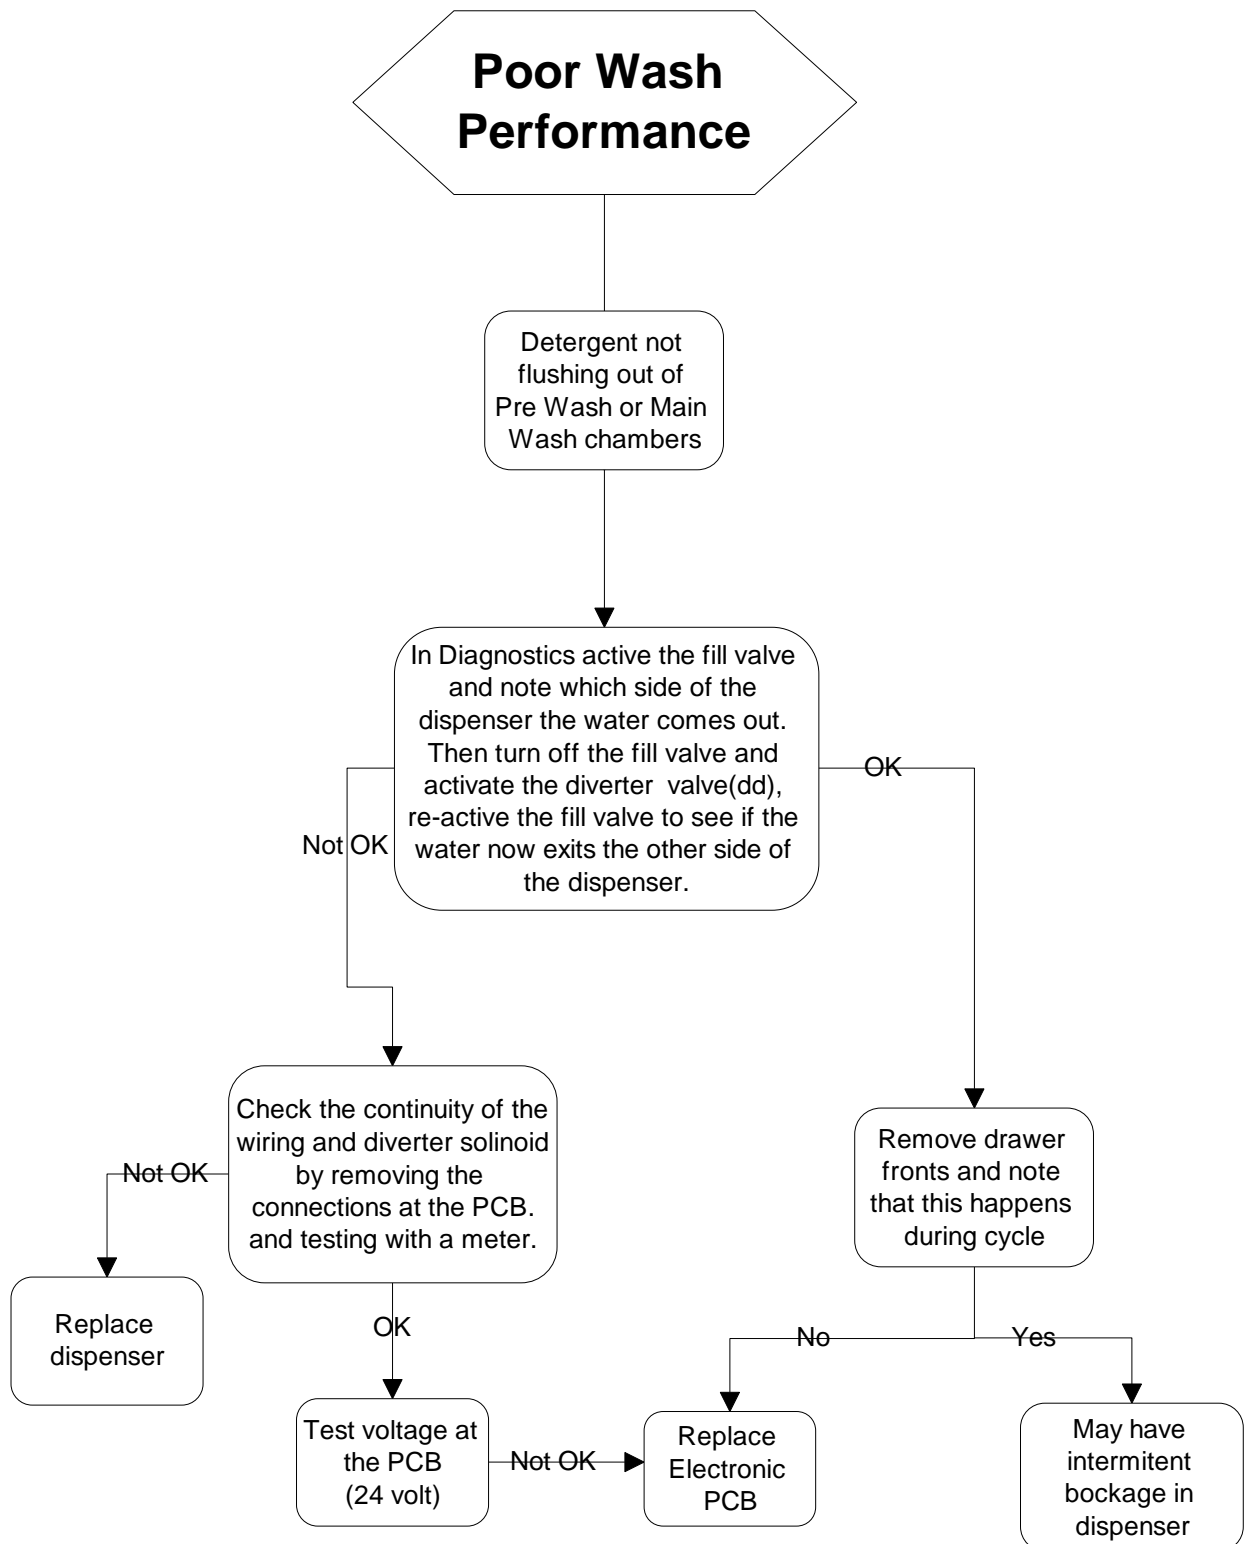 Poor Wash
Performance
Detergent not
flushing out of
Pre Wash or Main
Wash chambers
In Diagnostics active the fill valve
and note which side of the
dispenser the water comes out.
Then turn off the fill valve and
activate the diverter valve(dd),
re-active the fill valve to see if the
water now exits the other side of
the dispenser.
OK
Not OK
Check the continuity of the
wiring and diverter solinoid
by removing the
connections at the PCB.
and testing with a meter.
Not OK
Remove drawer
fronts and note
that this happens
during cycle
Replace
dispenser
OK
No
Yes
Test voltage at
the PCB
(24 volt)
Not OK
Replace
Electronic
PCB
May have
intermitent
bockage in
dispenser